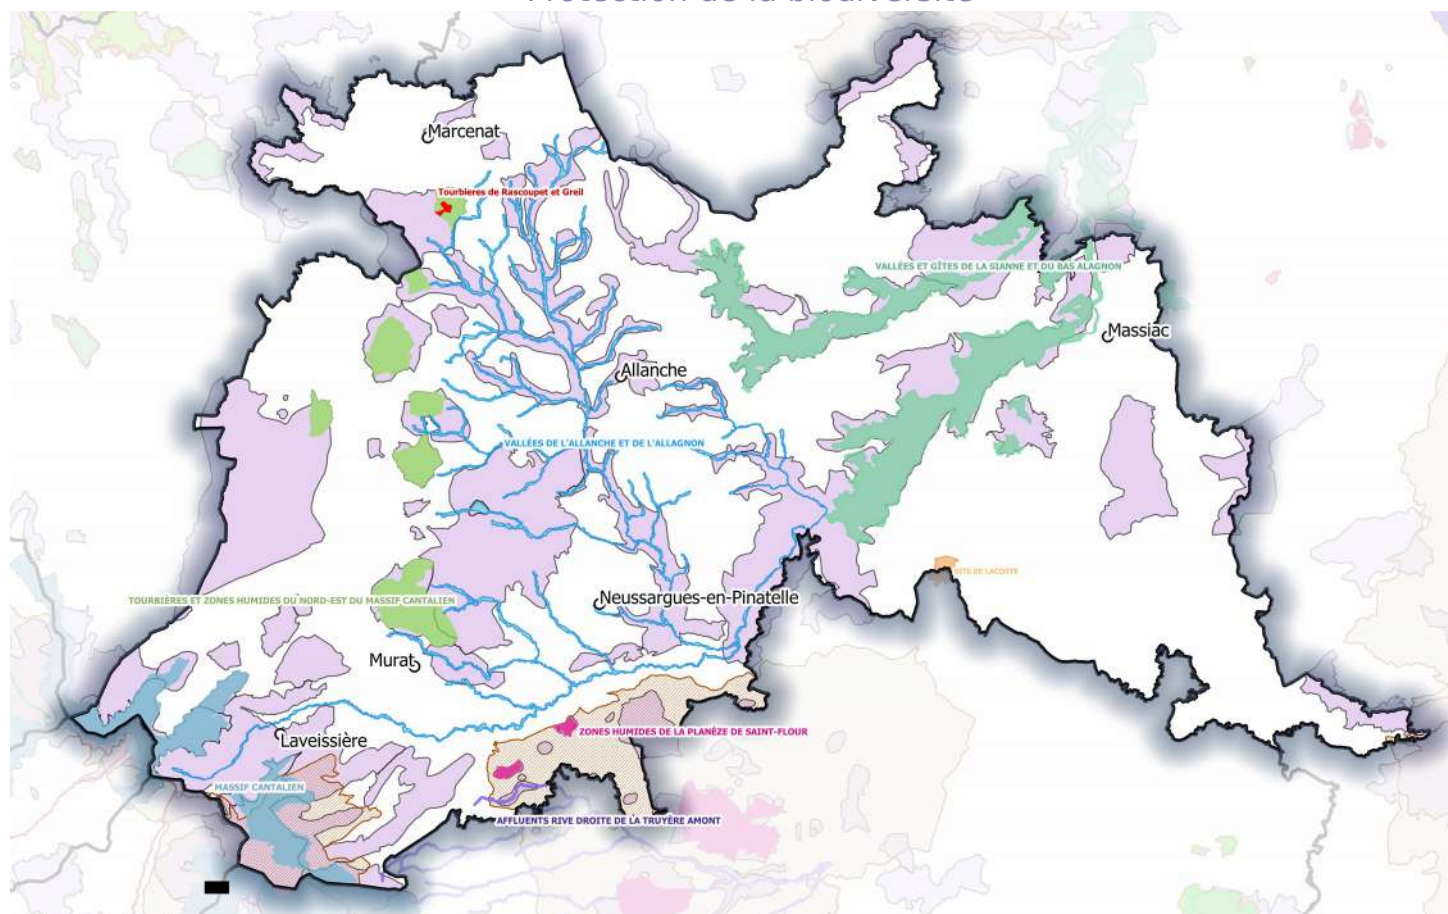 Protection de la biodiversité
Marcenat
Tourbieres de Rascoupet et Greil
VALLÉES ET GÎTES DE LA SIANNE ET DU BAS ALAGNON
Massiac
Allanche
VALLÉES DE L'ALLANCHE ET DE L'ALLAGNON
SITE DE LACOSTE
TOURBIÈRES ET ZONES HUMIDES DU NORD-EST DU MASSIF CANTALIEN
Neussargues-en-Pinatelle
Murat
ZONES HUMIDES DE LA PLANÈZE DE SAINT-FLOUR
Laveissière
MASSIF CANTALIEN
AFFLUENTS RIVE DROITE DE LA TRUYÈRE AMONT